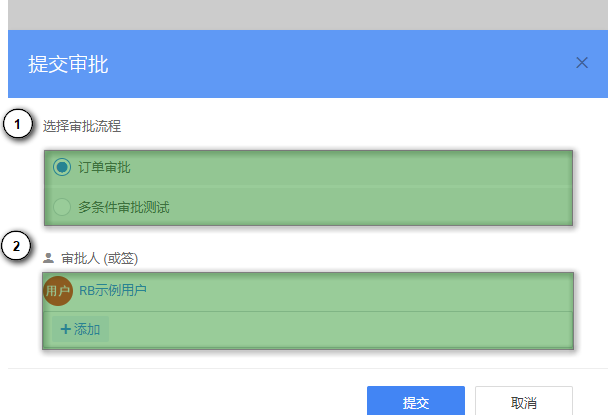 提交审批
1 选择审批流程
订单审批
多条件审批测试
2 审批人 (或签)
用户 RB示例用户
+添加
提交 取消